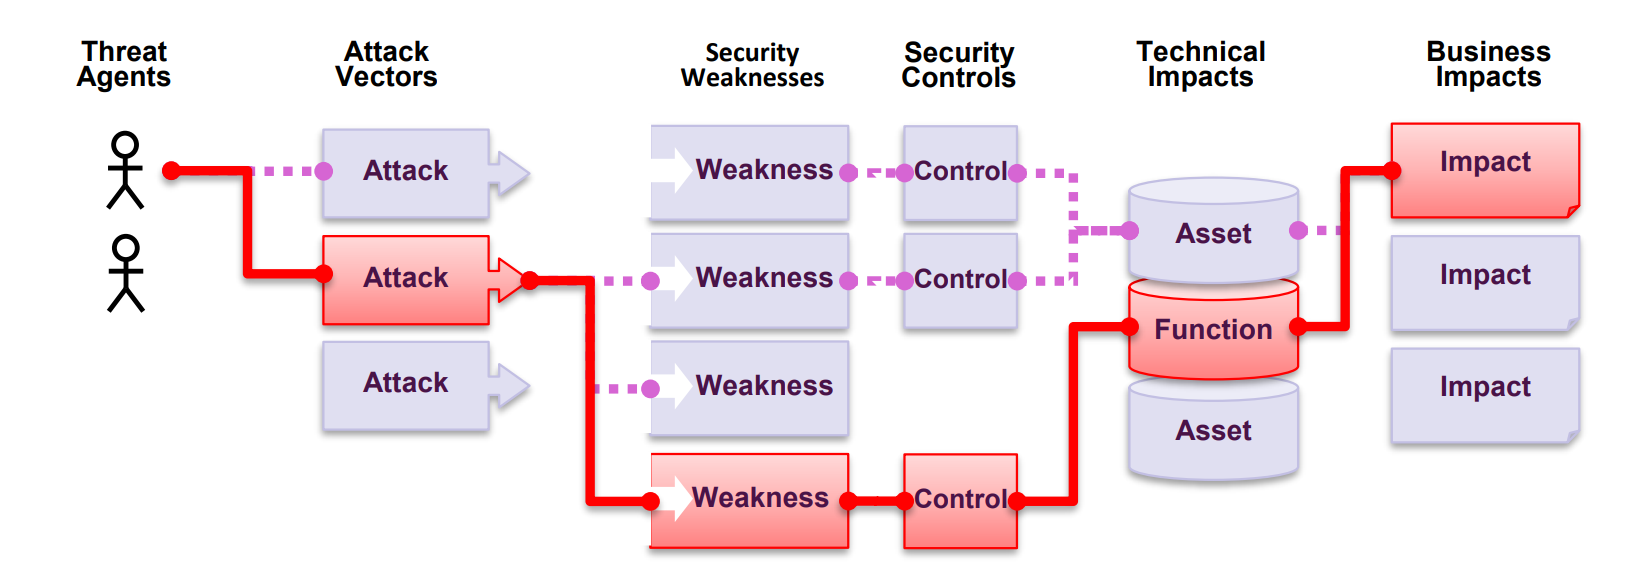 Threat
Agents
Attack
Vectors
Security
Weaknesses
Security
Controls
Technical
Impacts
Business
Impacts
Attack
Attack
Attack
Weakness
Weakness
Weakness
Weakness
Control
Control
Control
Asset
Function
Asset
Impact
Impact
Impact